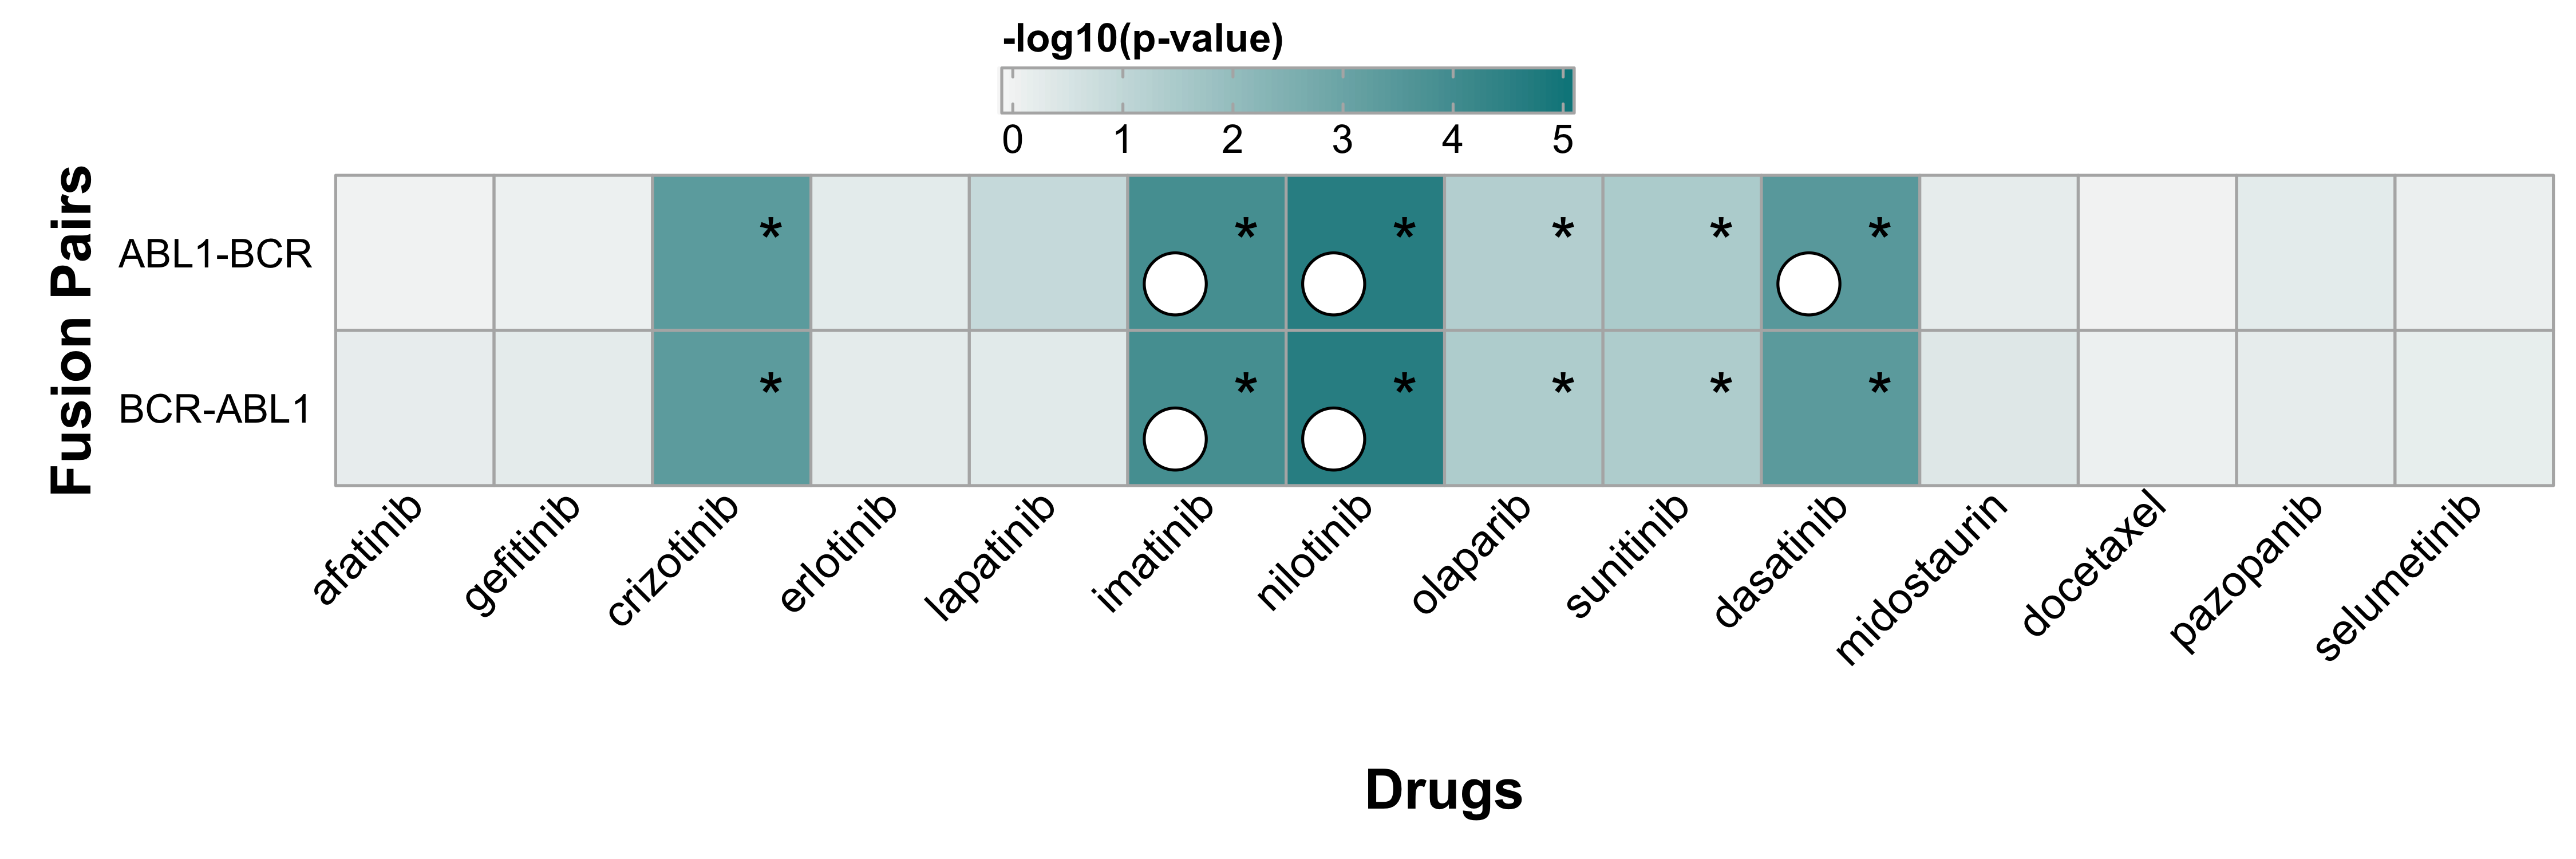 -log10(p-value)
0 1 2 3 4 5
Fusion Pairs
ABL1-BCR * * * * * *
BCR-ABL1 * * * * * *
afatinib gefitinib crizotinib erlotinib lapatinib imatinib nilotinib olaparib sunitinib dasatinib midostaurin docetaxel pazopanib selumetinib
Drugs